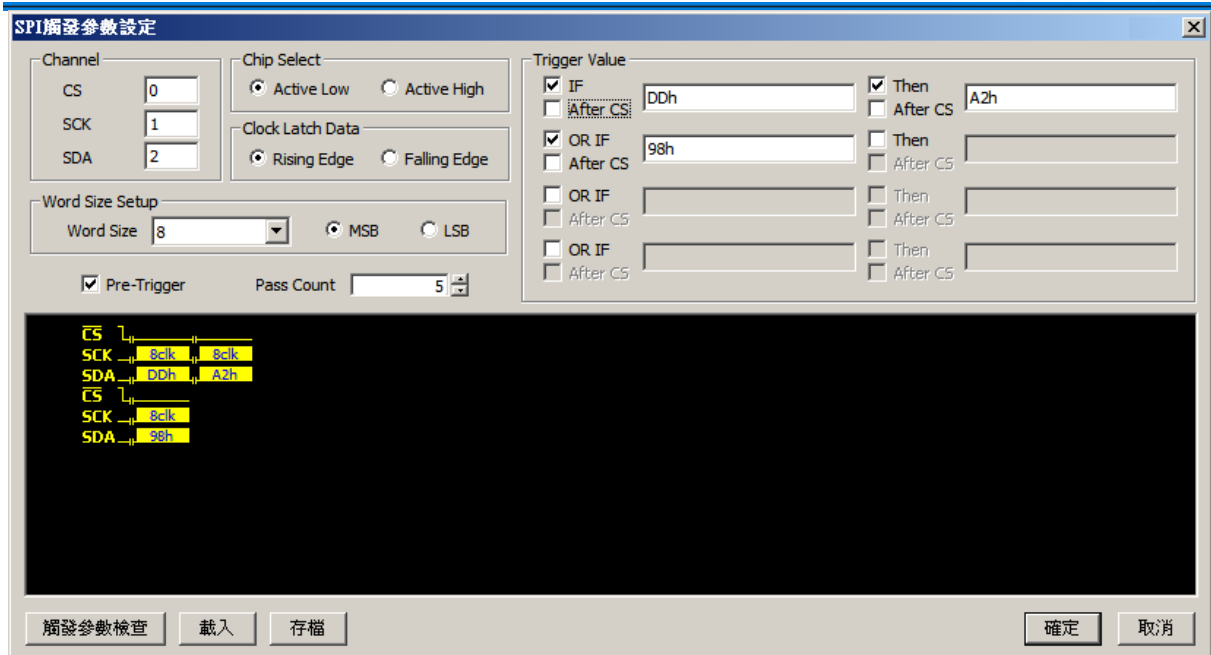 SPI觸發參數設定
Channel
CS 0
SCK 1
SDA 2
Chip Select
Active Low Active High
Clock Latch Data
Rising Edge Falling Edge
Word Size Setup
Word Size 8 MSB LSB
Pre-Trigger Pass Count 5
Trigger Value
IF DDh Then A2h
After CS After CS
OR IF 98h Then
After CS After CS
OR IF Then
After CS After CS
OR IF Then
After CS After CS
CS
SCK 8clk 8clk
SDA DDh A2h
CS
SCK 8clk
SDA 98h
觸發參數檢查 載入 存檔 確定 取消